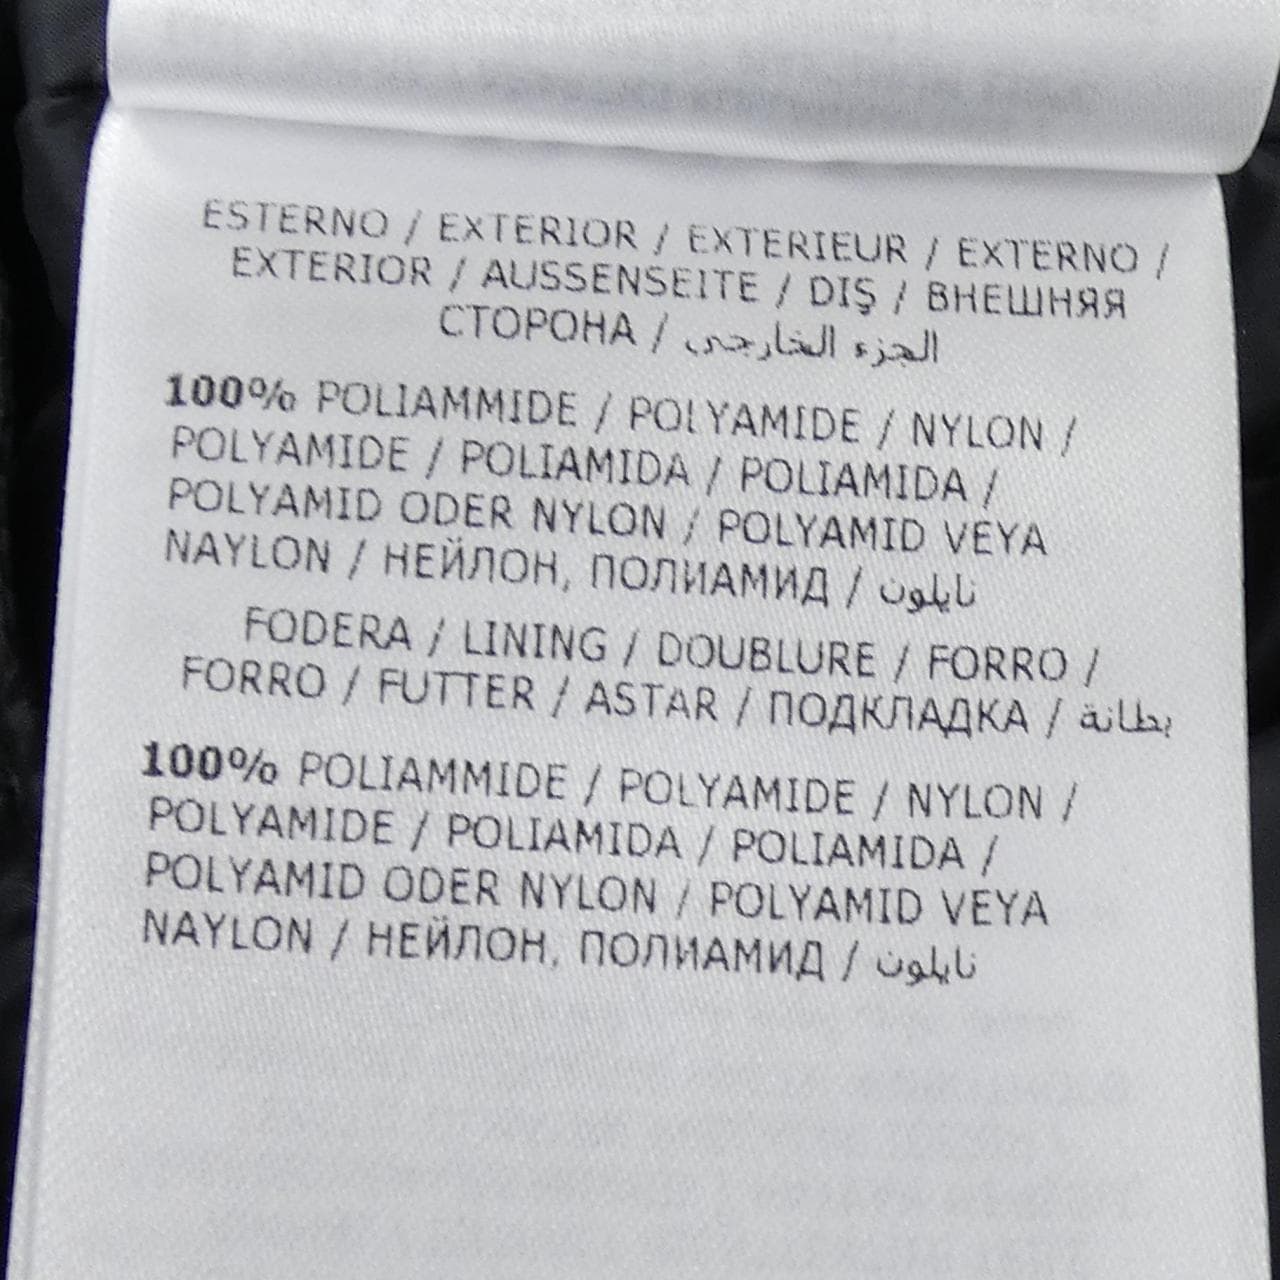 ESTERNO / EXTERIOR / EXTERIEUR / EXTERNO /
EXTERIOR / AUSSENSEITE / DIŞ / ВНЕШНЯЯ
СТОРОНА / الجزء الخارجي
100% POLIAMMIDE / POLYAMIDE / NYLON /
POLYAMIDE / POLIAMIDA / POLIAMIDA /
POLYAMID ODER NYLON / POLYAMID VEYA
NAYLON / НЕЙЛОН, ПОЛИАМИД / نايلون
FODERA / LINING / DOUBLURE / FORRO /
FORRO / FUTTER / ASTAR / ПОДКЛАДКА / بطانة
100% POLIAMMIDE / POLYAMIDE / NYLON /
POLYAMIDE / POLIAMIDA / POLIAMIDA /
POLYAMID ODER NYLON / POLYAMID VEYA
NAYLON / НЕЙЛОН, ПОЛИАМИД / نايلون